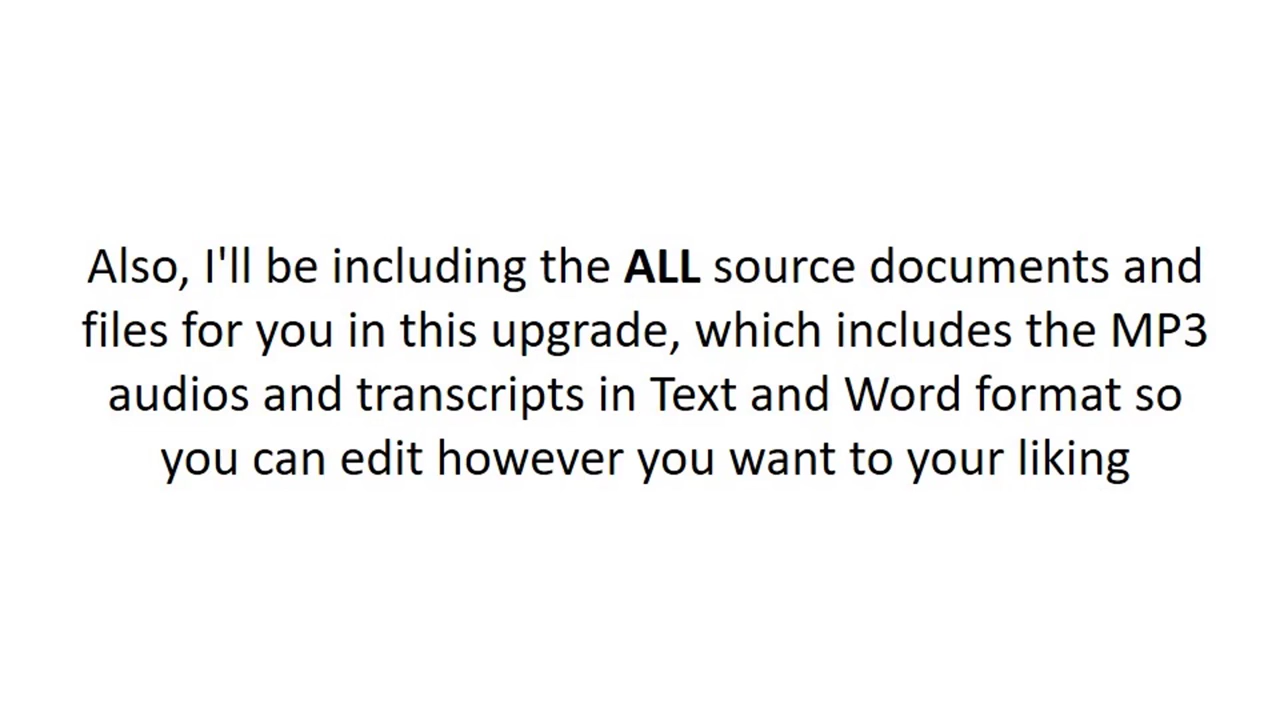 Also, I'll be including the ALL source documents and
files for you in this upgrade, which includes the MP3
audios and transcripts in Text and Word format so
you can edit however you want to your liking